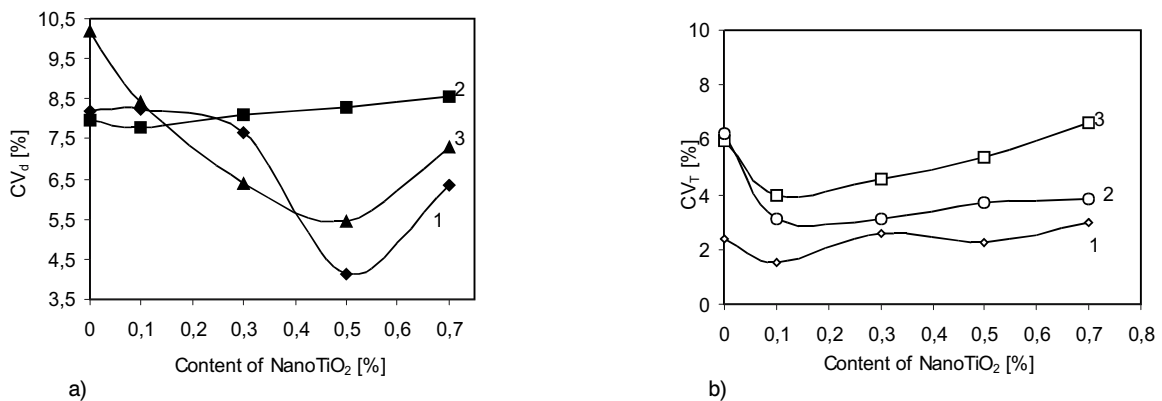 10,5
9,5
8,5
7,5
6,5
5,5
4,5
3,5
CVd [%]
2
3
1
0 0,1 0,2 0,3 0,4 0,5 0,6 0,7
Content of NanoTiO2 [%]
a)
10
8
6
4
2
0
CVT [%]
3
2
1
0 0,1 0,2 0,3 0,4 0,5 0,6 0,7 0,8
Content of NanoTiO2 [%]
b)